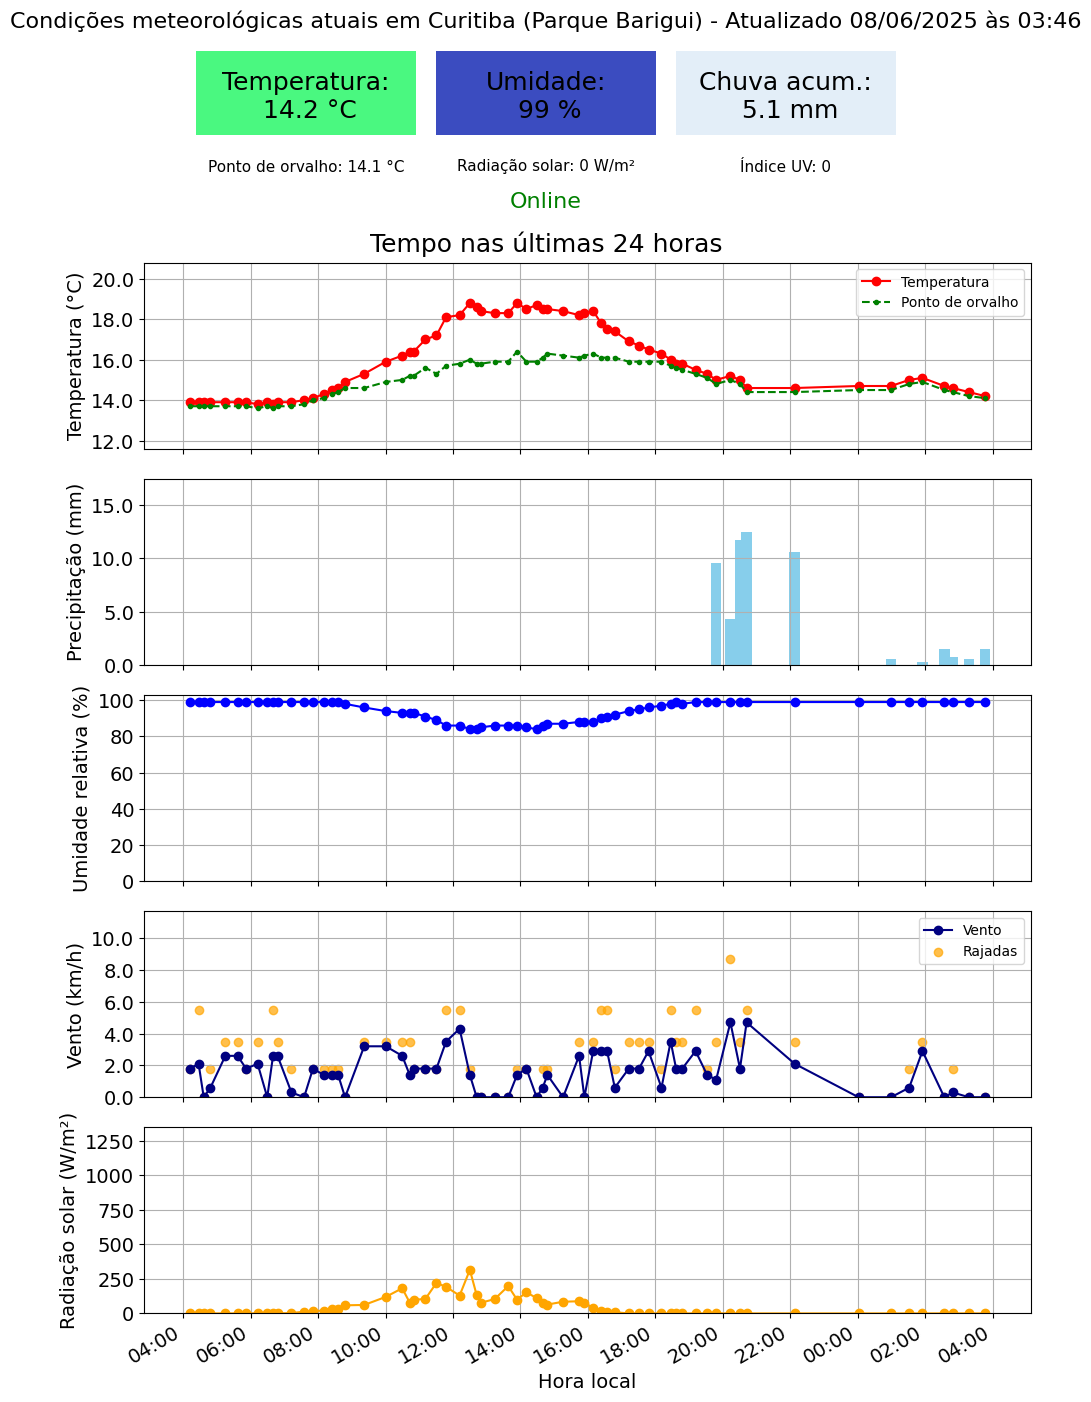 Condições meteorológicas atuais em Curitiba (Parque Barigui) - Atualizado 08/06/2025 às 03:46
Temperatura:
14.2 °C
Umidade:
99 %
Chuva acum.:
5.1 mm
Ponto de orvalho: 14.1 °C
Radiação solar: 0 W/m²
Índice UV: 0
Online
Tempo nas últimas 24 horas
Temperatura (°C)
20.0
18.0
16.0
14.0
12.0
Temperatura
Ponto de orvalho
Precipitação (mm)
15.0
10.0
5.0
0.0
Umidade relativa (%)
100
80
60
40
20
0
Vento (km/h)
10.0
8.0
6.0
4.0
2.0
0.0
Vento
Rajadas
Radiação solar (W/m²)
1250
1000
750
500
250
0
04:00
06:00
08:00
10:00
12:00
14:00
16:00
18:00
20:00
22:00
00:00
02:00
04:00
Hora local